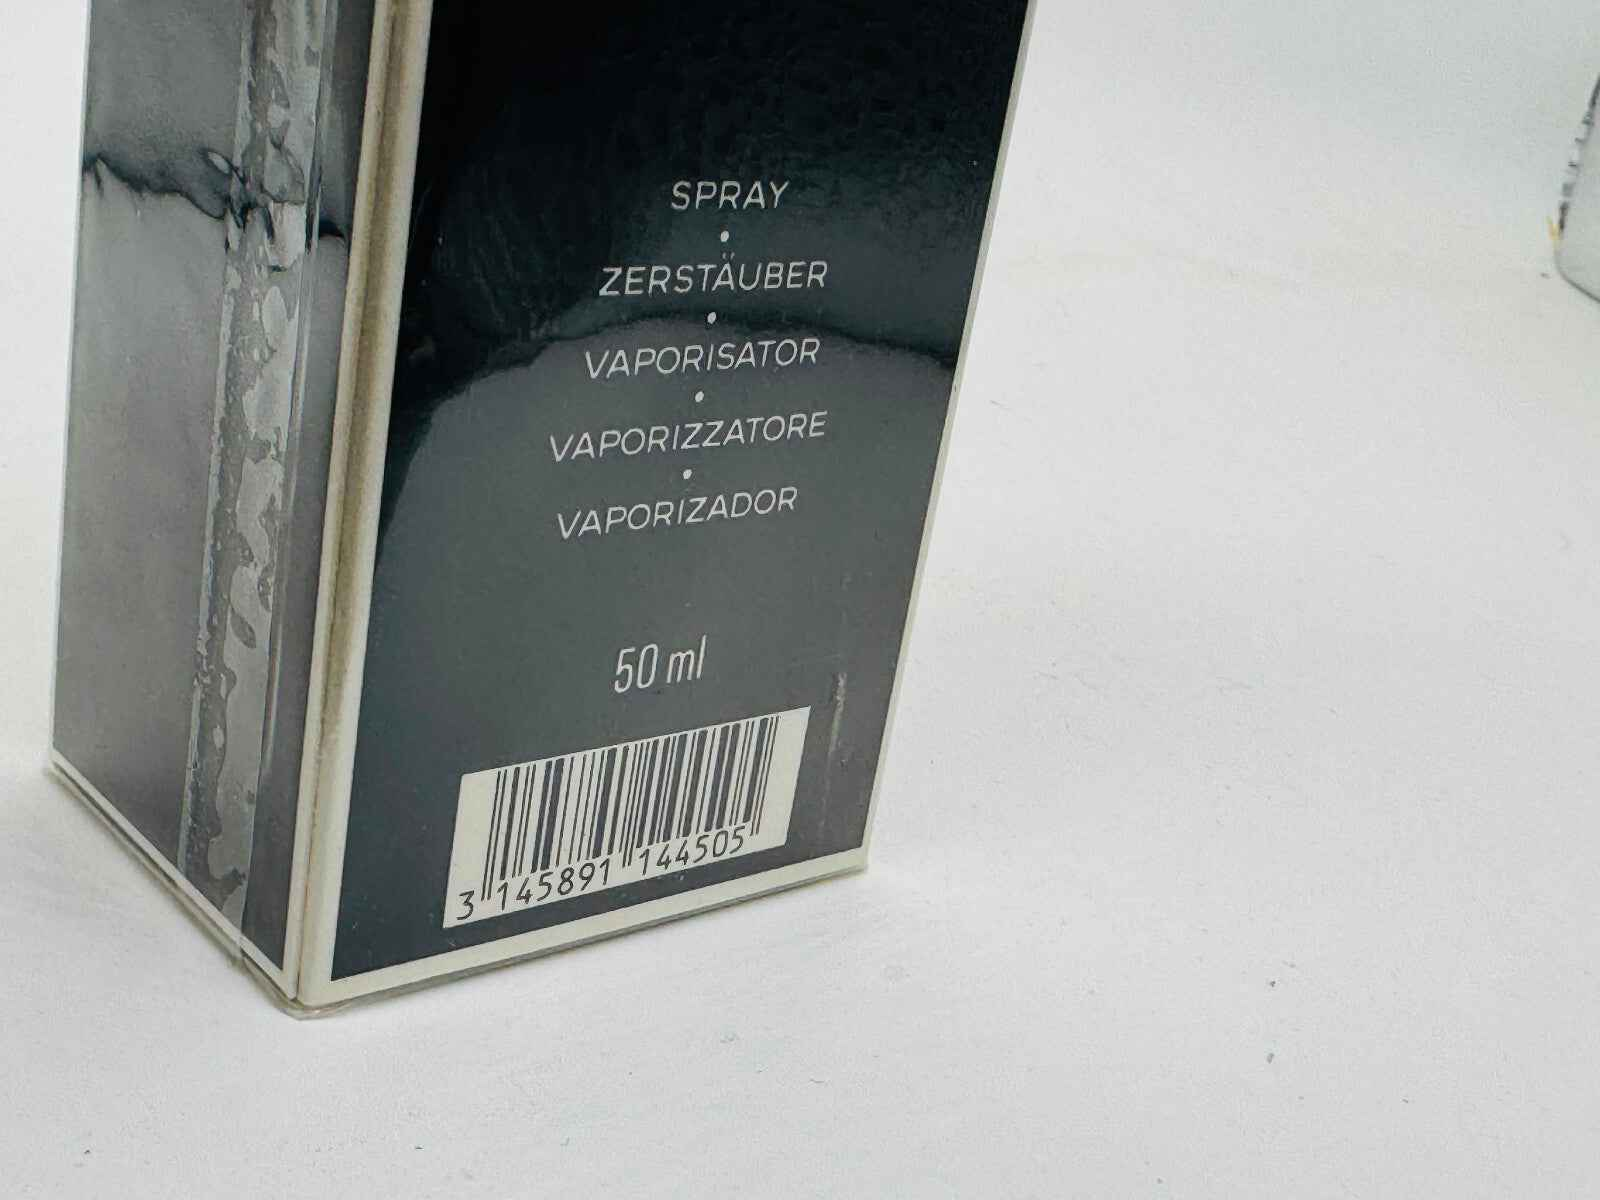 SPRAY
•
ZERSTÄUBER
•
VAPORISATOR
•
VAPORIZZATORE
•
VAPORIZADOR
50 ml
3 145891 144505